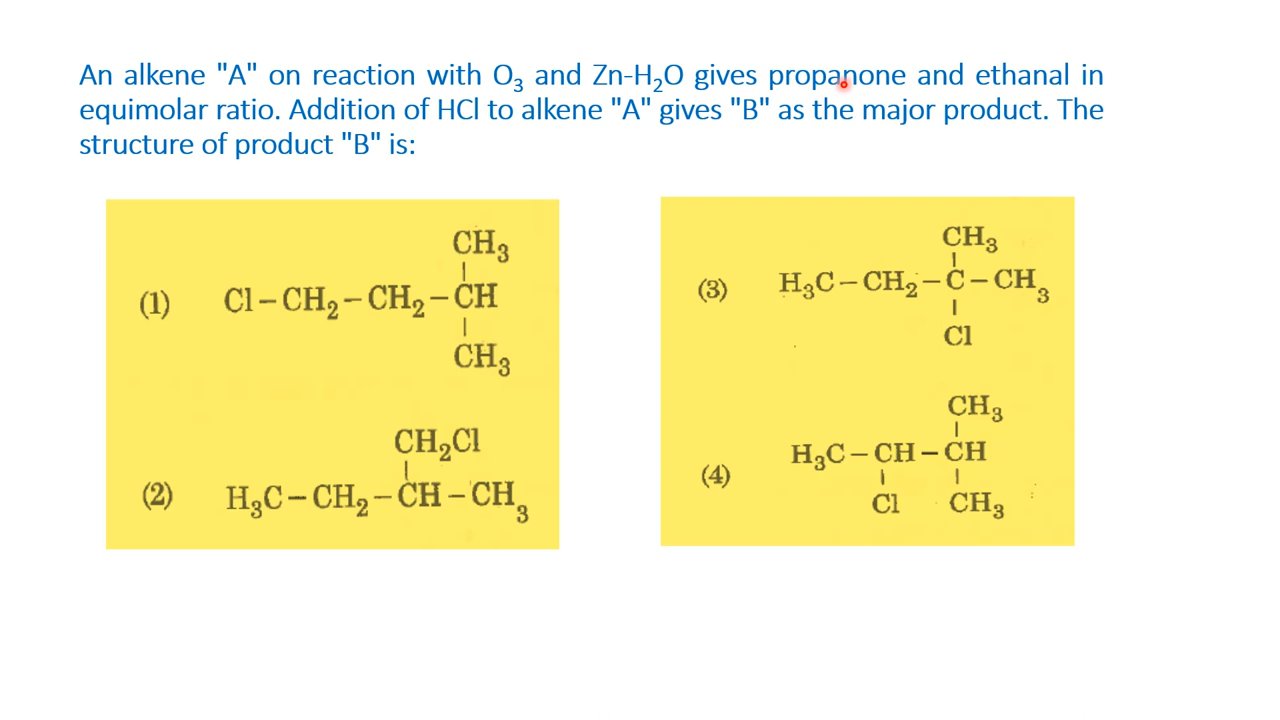 An alkene "A" on reaction with O₃ and Zn-H₂O gives propanone and ethanal in
equimolar ratio. Addition of HCl to alkene "A" gives "B" as the major product. The
structure of product "B" is:
CH₃
(1) Cl – CH₂ – CH₂ – CH
CH₃
CH₂Cl
(2) H₃C – CH₂ – CH – CH₃
CH₃
(3) H₃C – CH₂ – C – CH₃
Cl
CH₃
(4) H₃C – CH – CH
Cl CH₃